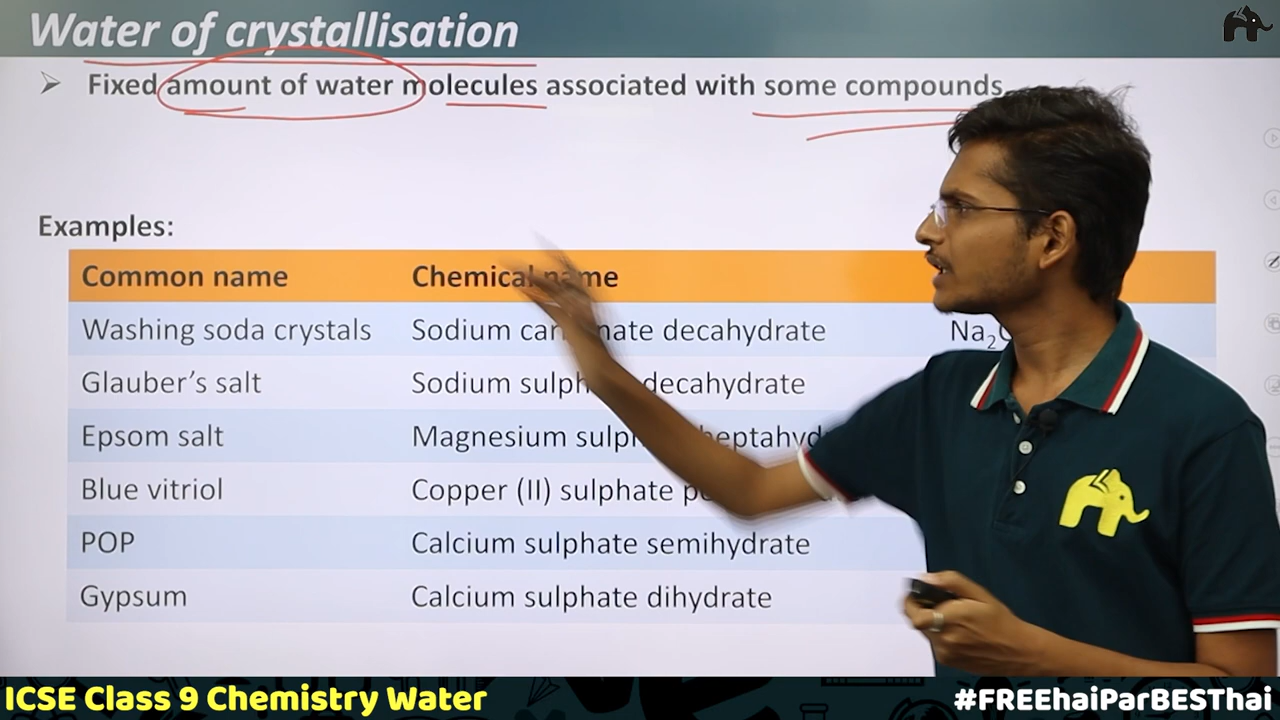 Water of crystallisation
Fixed amount of water molecules associated with some compounds
Examples:
Common name Chemical name
Washing soda crystals Sodium decahydrate Na₂
Glauber's salt Sodium decahydrate
Epsom salt Magnesium
Blue vitriol Copper (II) sulphate
POP Calcium sulphate semihydrate
Gypsum Calcium sulphate dihydrate
ICSE Class 9 Chemistry Water #FREEhaiParBESThai